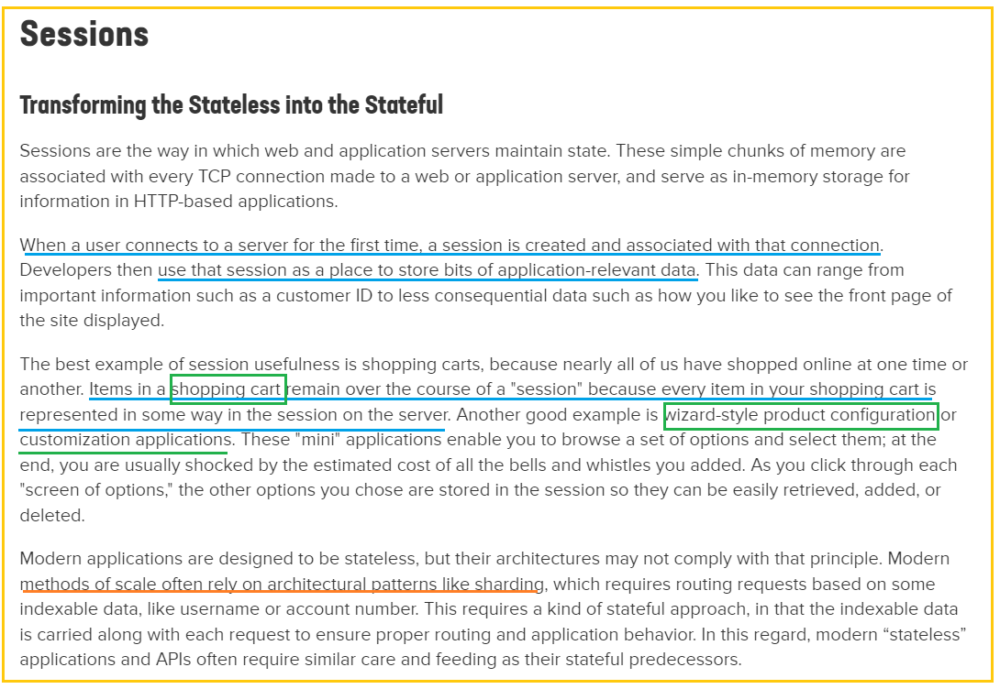 Sessions
Transforming the Stateless into the Stateful
Sessions are the way in which web and application servers maintain state. These simple chunks of memory are
associated with every TCP connection made to a web or application server, and serve as in-memory storage for
information in HTTP-based applications.
When a user connects to a server for the first time, a session is created and associated with that connection.
Developers then use that session as a place to store bits of application-relevant data. This data can range from
important information such as a customer ID to less consequential data such as how you like to see the front page of
the site displayed.
The best example of session usefulness is shopping carts, because nearly all of us have shopped online at one time or
another. Items in a shopping cart remain over the course of a "session" because every item in your shopping cart is
represented in some way in the session on the server. Another good example is wizard-style product configuration or
customization applications. These "mini" applications enable you to browse a set of options and select them; at the
end, you are usually shocked by the estimated cost of all the bells and whistles you added. As you click through each
"screen of options," the other options you chose are stored in the session so they can be easily retrieved, added, or
deleted.
Modern applications are designed to be stateless, but their architectures may not comply with that principle. Modern
methods of scale often rely on architectural patterns like sharding, which requires routing requests based on some
indexable data, like username or account number. This requires a kind of stateful approach, in that the indexable data
is carried along with each request to ensure proper routing and application behavior. In this regard, modern “stateless”
applications and APIs often require similar care and feeding as their stateful predecessors.